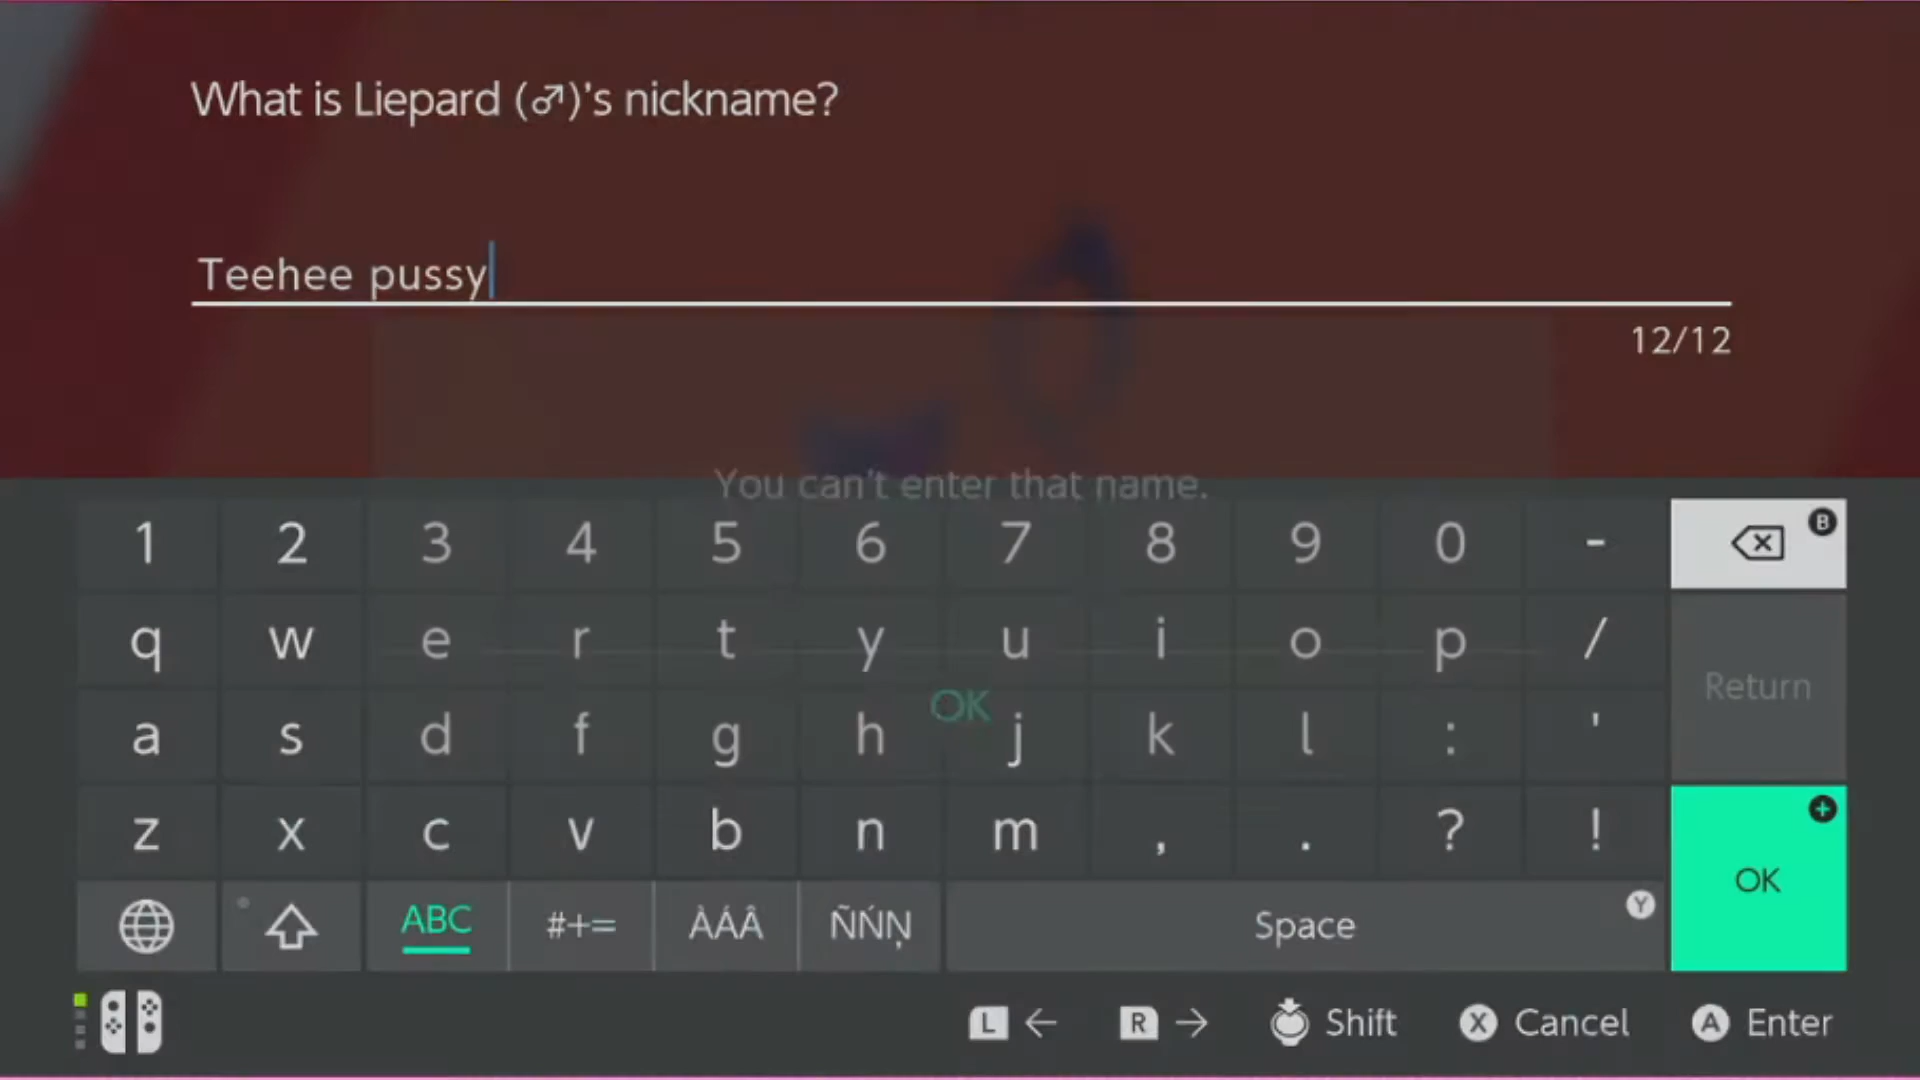 What is Liepard (♂)'s nickname?
Teehee pussy
12/12
You can't enter that name.
1 2 3 4 5 6 7 8 9 0 - B
q w e r t y u i o p /
Return
OK
a s d f g h j k l : '
z x c v b n m , . ? ! +
OK
ABC #+= ÀÁÂ ÑŃŅ Space Y
L ← R → Shift X Cancel A Enter